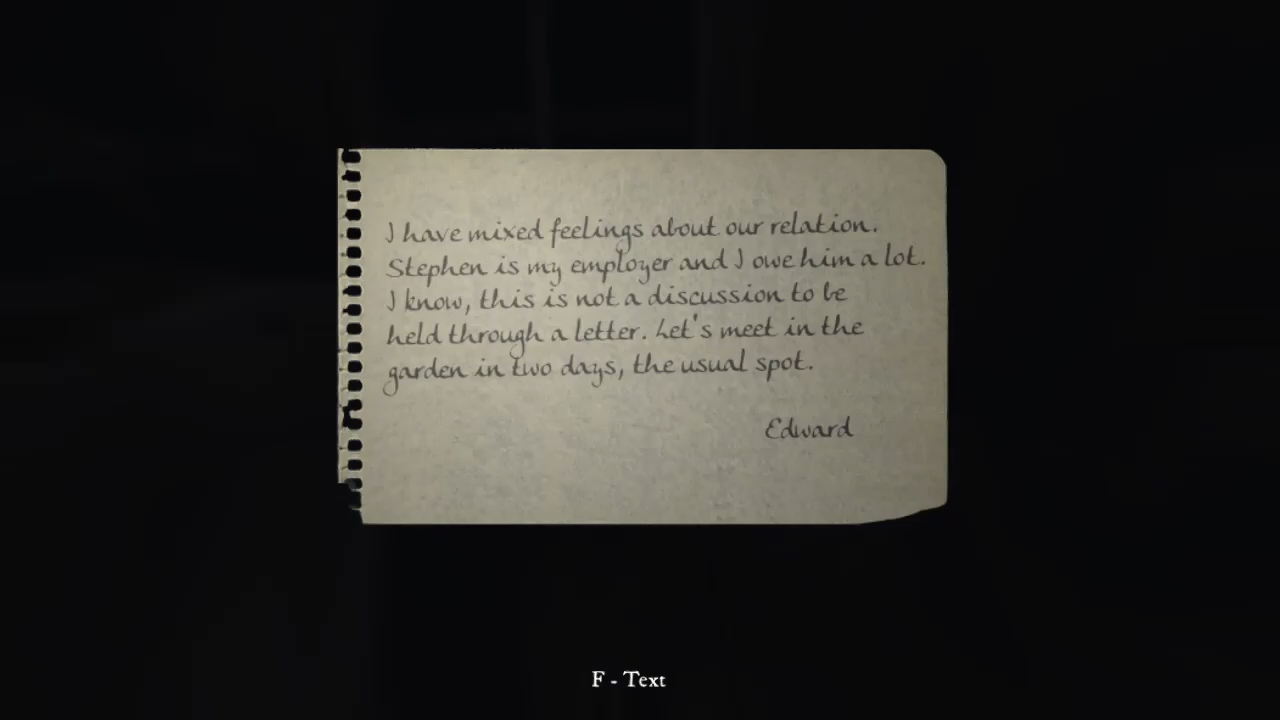 I have mixed feelings about our relation.
Stephen is my employer and I owe him a lot.
I know, this is not a discussion to be
held through a letter. Let's meet in the
garden in two days, the usual spot.
Edward
F - Text